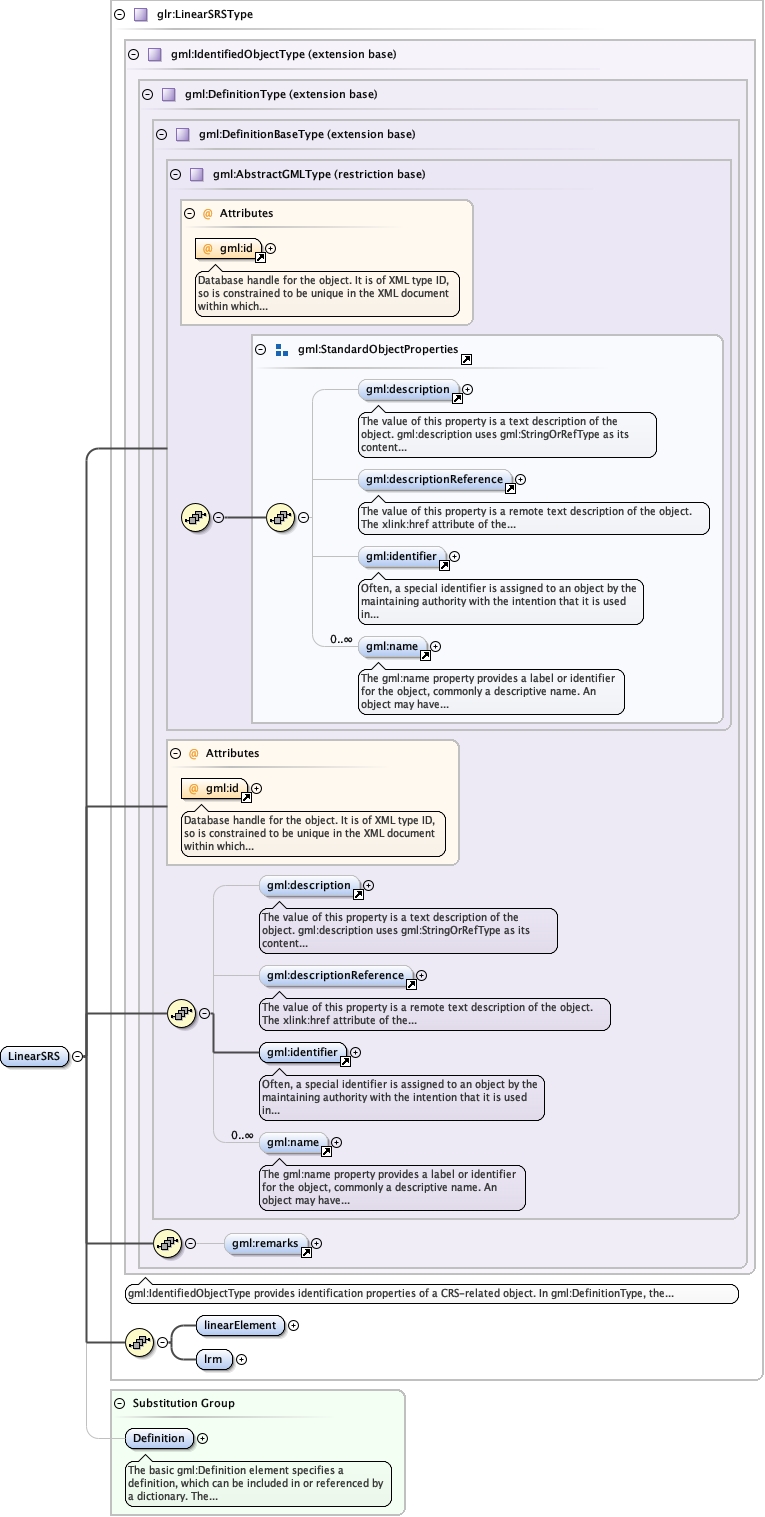 glr:LinearSRSType
gml:IdentifiedObjectType (extension base)
gml:DefinitionType (extension base)
gml:DefinitionBaseType (extension base)
gml:AbstractGMLType (restriction base)
@ Attributes
@ gml:id
Database handle for the object. It is of XML type ID,
so is constrained to be unique in the XML document
within which...
gml:StandardObjectProperties
gml:description
The value of this property is a text description of the
object. gml:description uses gml:StringOrRefType as its
content...
gml:descriptionReference
The value of this property is a remote text description of the object.
The xlink:href attribute of the...
gml:identifier
Often, a special identifier is assigned to an object by the
maintaining authority with the intention that it is used
in...
0..∞
gml:name
The gml:name property provides a label or identifier
for the object, commonly a descriptive name. An
object may have...
@ Attributes
@ gml:id
Database handle for the object. It is of XML type ID,
so is constrained to be unique in the XML document
within which...
gml:description
The value of this property is a text description of the
object. gml:description uses gml:StringOrRefType as its
content...
gml:descriptionReference
The value of this property is a remote text description of the object.
The xlink:href attribute of the...
LinearSRS
gml:identifier
Often, a special identifier is assigned to an object by the
maintaining authority with the intention that it is used
in...
0..∞
gml:name
The gml:name property provides a label or identifier
for the object, commonly a descriptive name. An
object may have...
gml:remarks
gml:IdentifiedObjectType provides identification properties of a CRS-related object. In gml:DefinitionType, the...
linearElement
lrm
Substitution Group
Definition
The basic gml:Definition element specifies a
definition, which can be included in or referenced by
a dictionary. The...